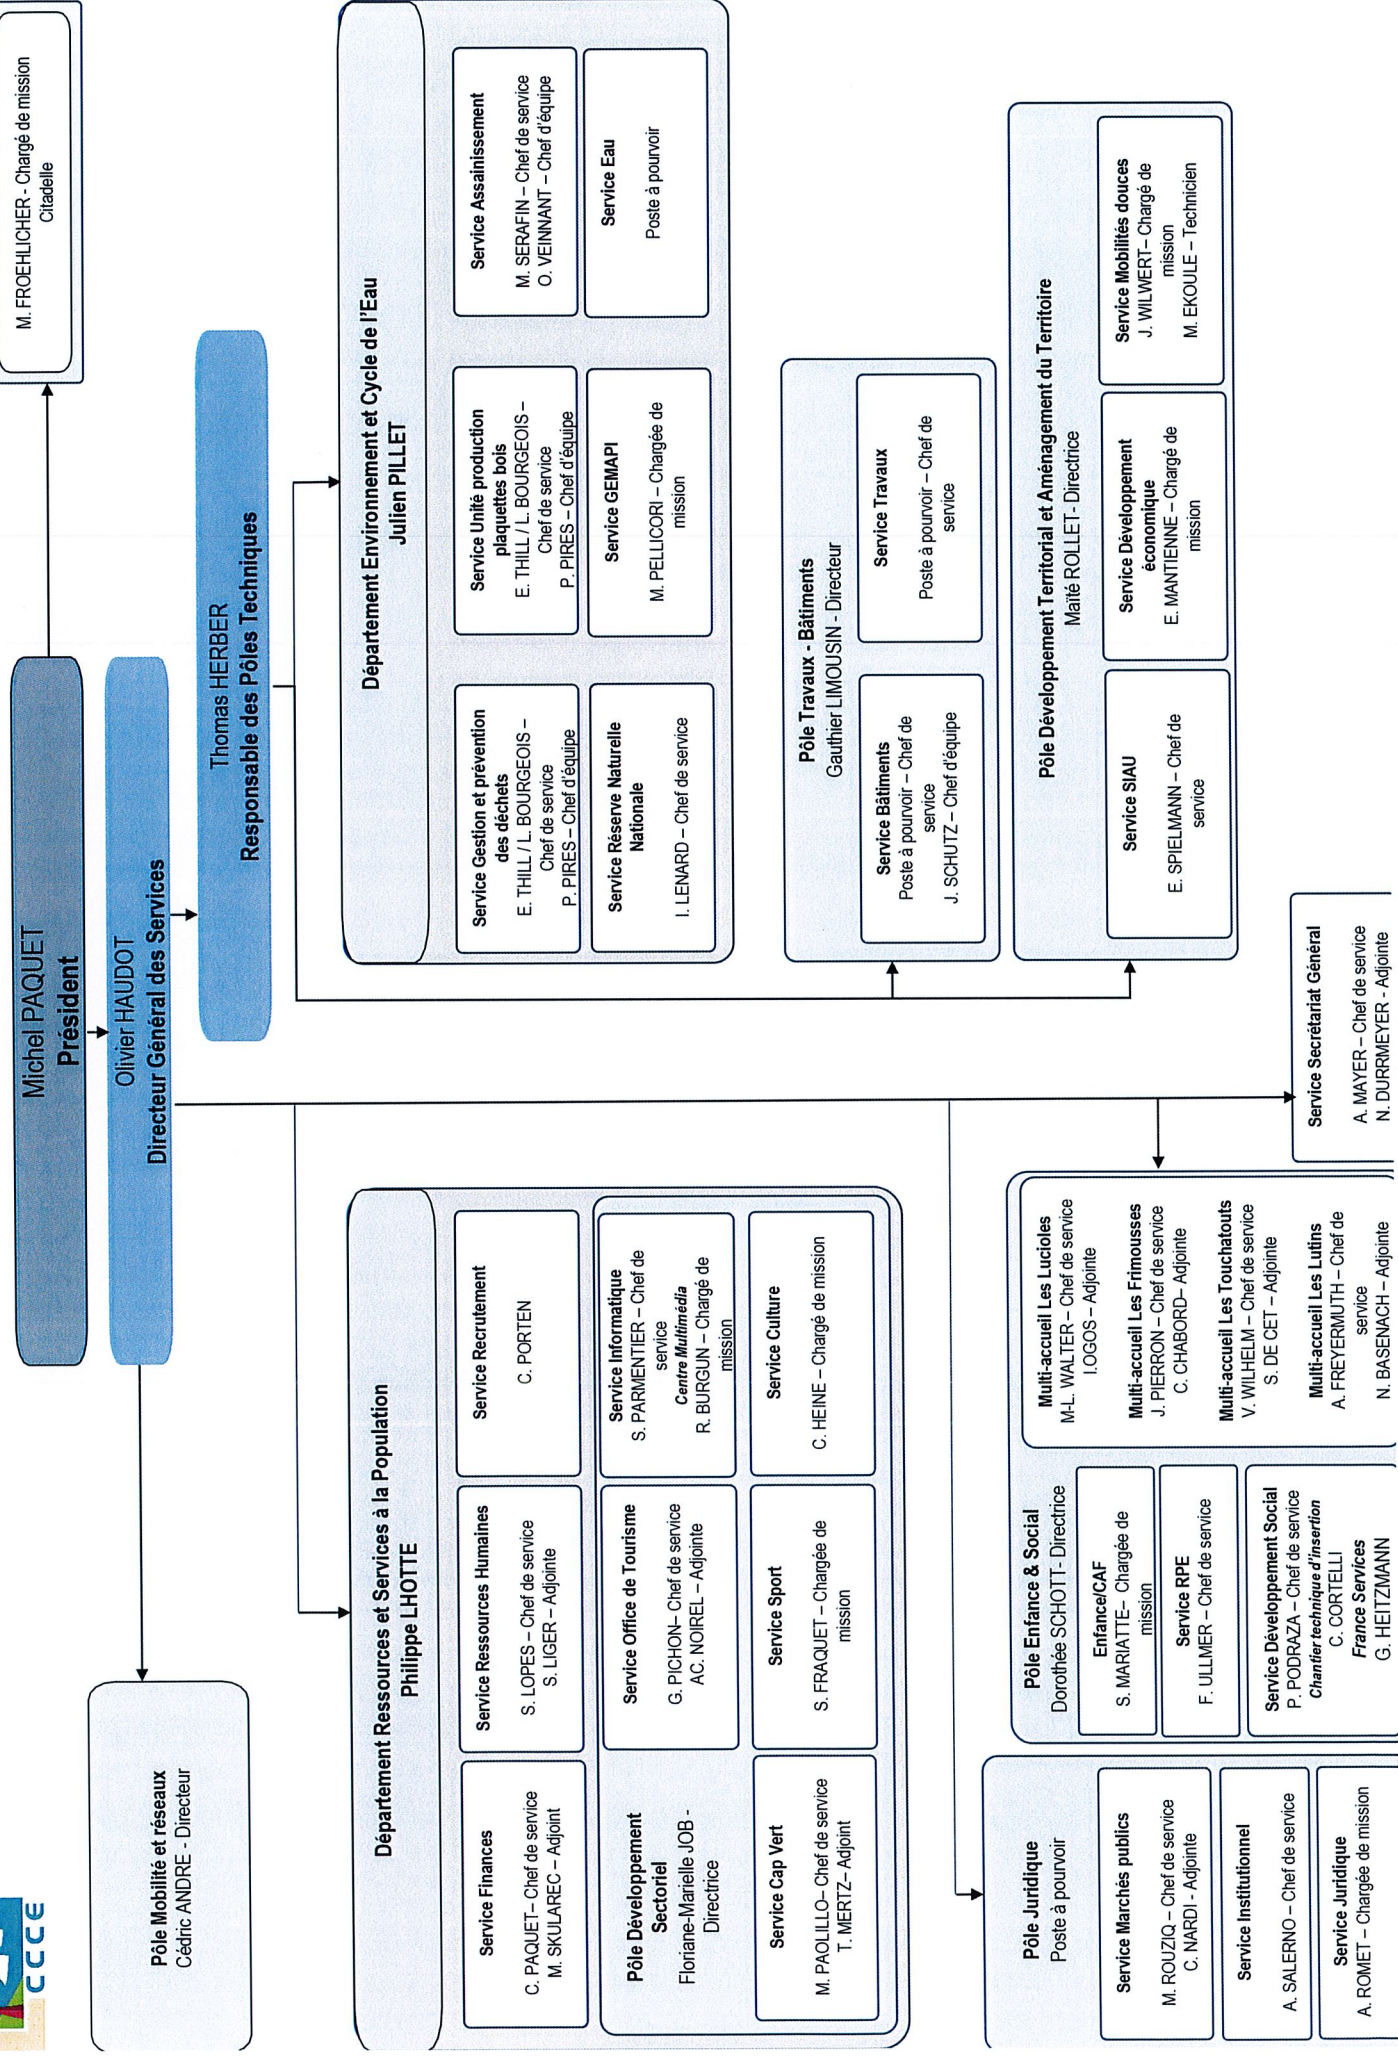 CCCE
Michel PAQUET
Président
M. FROEHLICHER - Chargé de mission
Citadelle
Olivier HAUDOT
Directeur Général des Services
Thomas HERBER
Responsable des Pôles Techniques
Pôle Mobilité et réseaux
Cédric ANDRE - Directeur
Département Ressources et Services à la Population
Philippe LHOTTE
Service Finances
C. PAQUET– Chef de service
M. SKULAREC – Adjoint
Service Ressources Humaines
S. LOPES – Chef de service
S. LIGER – Adjointe
Service Recrutement
C. PORTEN
Pôle Développement
Sectoriel
Floriane-Marielle JOB -
Directrice
Service Office de Tourisme
G. PICHON– Chef de service
AC. NOIREL – Adjointe
Service Informatique
S. PARMENTIER – Chef de
service
Centre Multimédia
R. BURGUN – Chargé de
mission
Service Cap Vert
M. PAOLILLO– Chef de service
T. MERTZ– Adjoint
Service Sport
S. FRAQUET – Chargée de
mission
Service Culture
C. HEINE – Chargé de mission
Département Environnement et Cycle de l'Eau
Julien PILLET
Service Gestion et prévention
des déchets
E. THILL / L. BOURGEOIS –
Chef de service
P. PIRES – Chef d'équipe
Service Unité production
plaquettes bois
E. THILL / L. BOURGEOIS –
Chef de service
P. PIRES – Chef d'équipe
Service Assainissement
M. SERAFIN – Chef de service
O. VEINNANT – Chef d'équipe
Service Réserve Naturelle
Nationale
I. LENARD – Chef de service
Service GEMAPI
M. PELLICORI – Chargée de
mission
Service Eau
Poste à pourvoir
Pôle Travaux - Bâtiments
Gauthier LIMOUSIN - Directeur
Service Bâtiments
Poste à pourvoir – Chef de
service
J. SCHUTZ – Chef d'équipe
Service Travaux
Poste à pourvoir – Chef de
service
Pôle Développement Territorial et Aménagement du Territoire
Maïté ROLLET- Directrice
Service SIAU
E. SPIELMANN – Chef de
service
Service Développement
économique
E. MANTIENNE – Chargé de
mission
Service Mobilités douces
J. WILWERT– Chargé de
mission
M. EKOULE – Technicien
Pôle Juridique
Poste à pourvoir
Service Marchés publics
M. ROUZIQ – Chef de service
C. NARDI - Adjointe
Service Institutionnel
A. SALERNO – Chef de service
Service Juridique
A. ROMET – Chargée de mission
Pôle Enfance & Social
Dorothée SCHOTT- Directrice
Enfance/CAF
S. MARIATTE– Chargée de
mission
Service RPE
F. ULLMER – Chef de service
Service Développement Social
P. PODRAZA – Chef de service
Chantier technique d'insertion
C. CORTELLI
France Services
G. HEITZMANN
Multi-accueil Les Lucioles
M-L. WALTER – Chef de service
I.OGOS – Adjointe
Multi-accueil Les Frimousses
J. PIERRON – Chef de service
C. CHABORD– Adjointe
Multi-accueil Les Touchatouts
V. WILHELM – Chef de service
S. DE CET – Adjointe
Multi-accueil Les Lutins
A. FREYERMUTH – Chef de
service
N. BASENACH – Adjointe
Service Secrétariat Général
A. MAYER – Chef de service
N. DURRMEYER - Adjointe